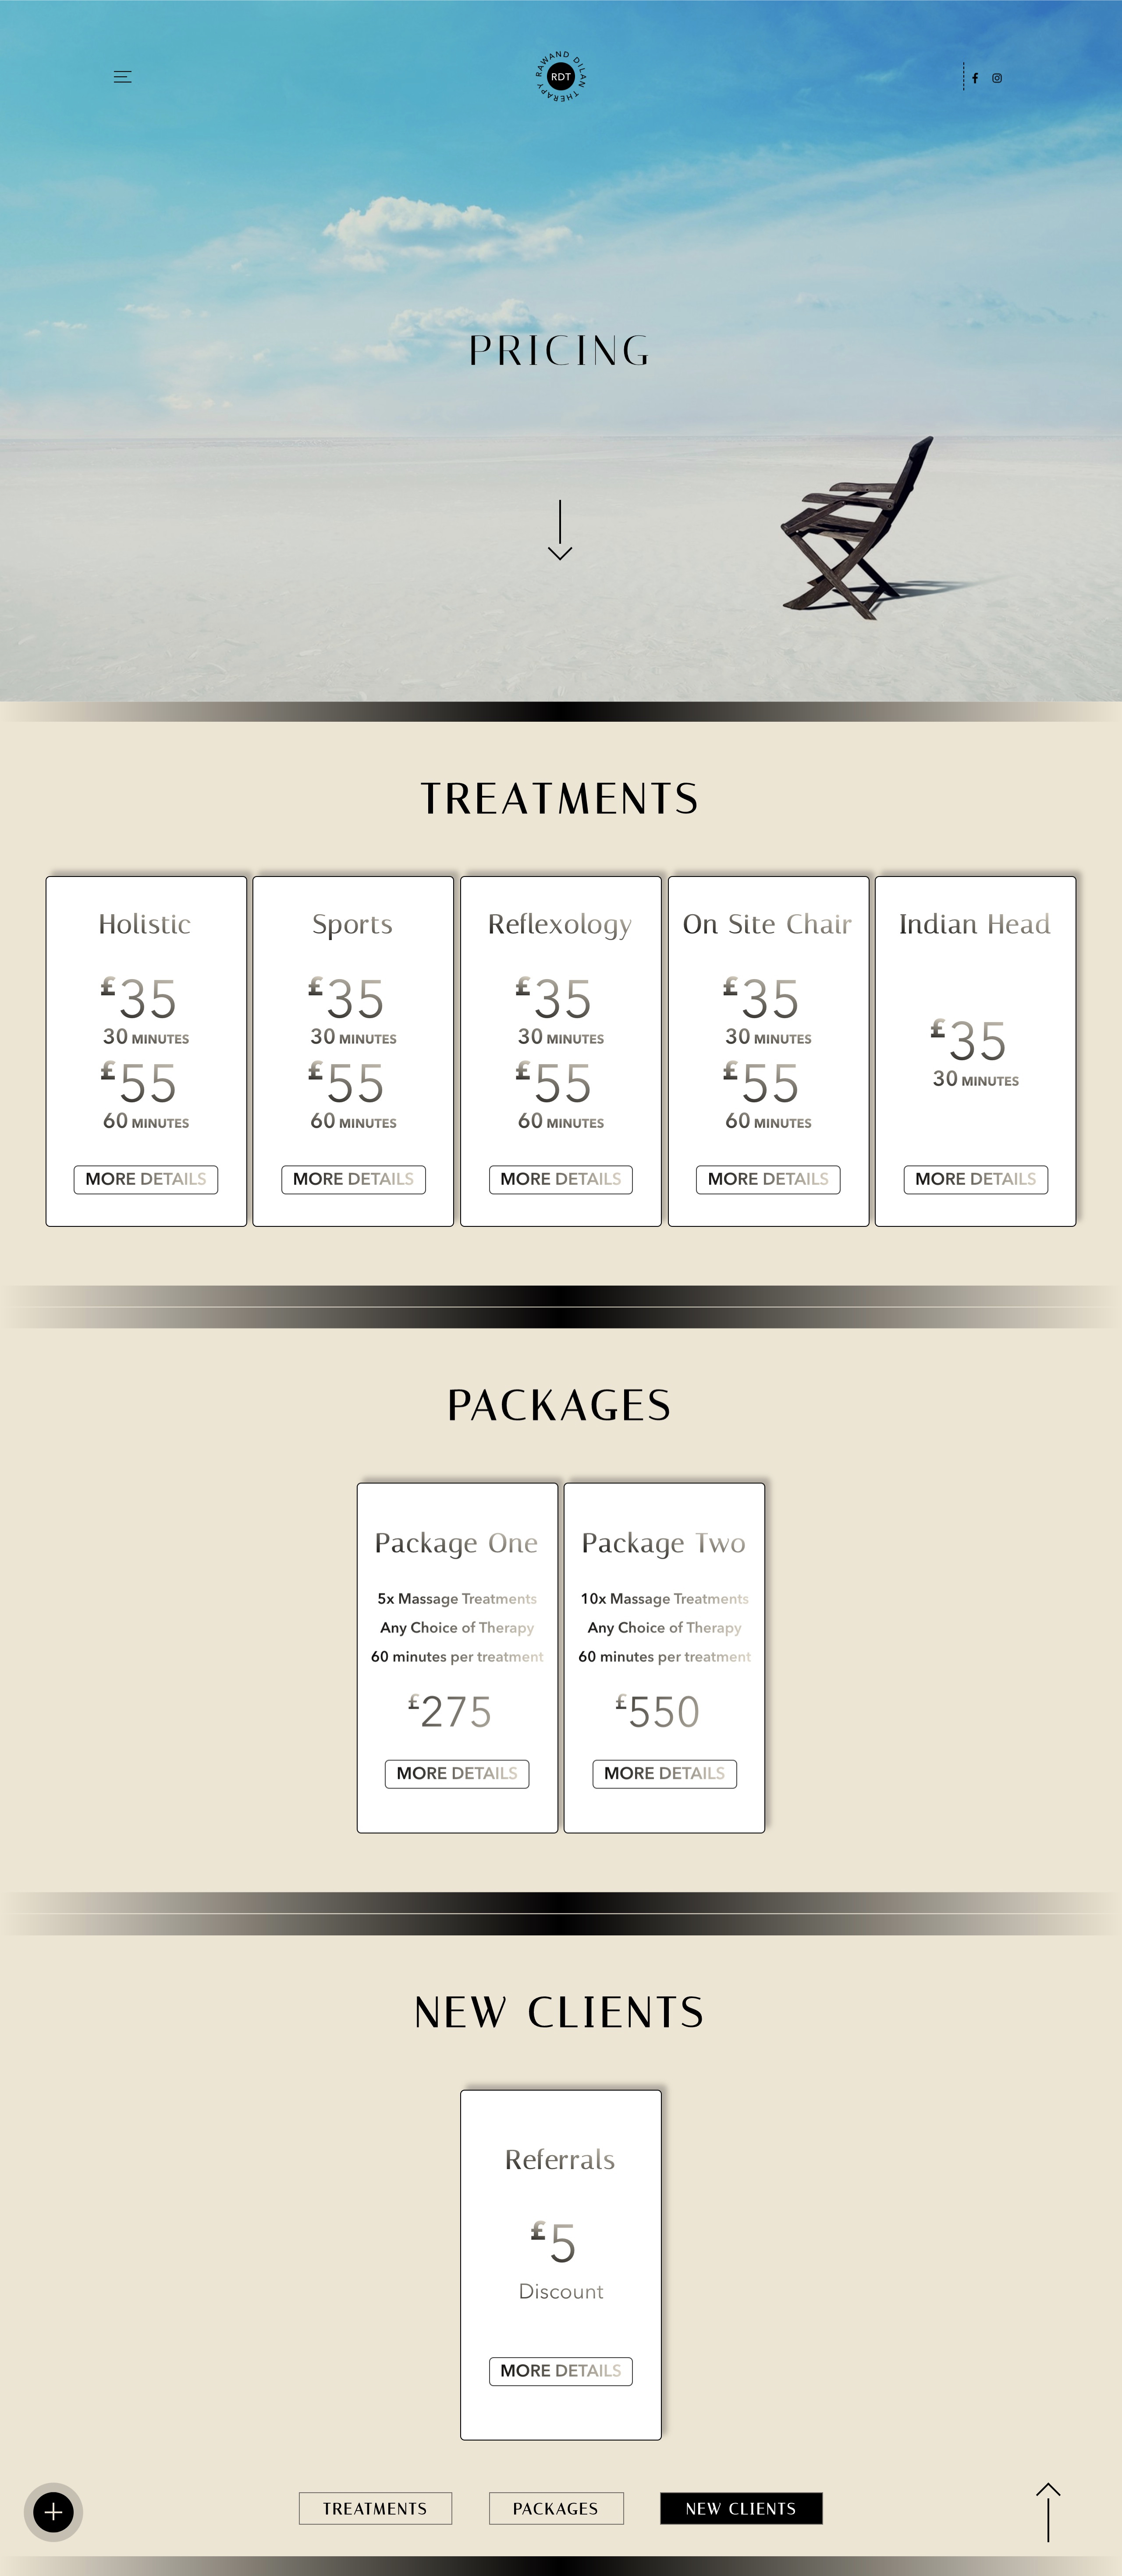 RAWAND DILAN THERAPY
RDT
PRICING
TREATMENTS
Holistic
£35
30 MINUTES
£55
60 MINUTES
MORE DETAILS
Sports
£35
30 MINUTES
£55
60 MINUTES
MORE DETAILS
Reflexology
£35
30 MINUTES
£55
60 MINUTES
MORE DETAILS
On Site Chair
£35
30 MINUTES
£55
60 MINUTES
MORE DETAILS
Indian Head
£35
30 MINUTES
MORE DETAILS
PACKAGES
Package One
5x Massage Treatments
Any Choice of Therapy
60 minutes per treatment
£275
MORE DETAILS
Package Two
10x Massage Treatments
Any Choice of Therapy
60 minutes per treatment
£550
MORE DETAILS
NEW CLIENTS
Referrals
£5
Discount
MORE DETAILS
TREATMENTS
PACKAGES
NEW CLIENTS